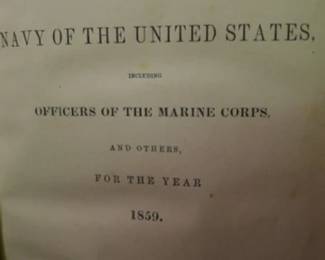 NAVY OF THE UNITED STATES,
INCLUDING
OFFICERS OF THE MARINE CORPS,
AND OTHERS,
FOR THE YEAR
1859.